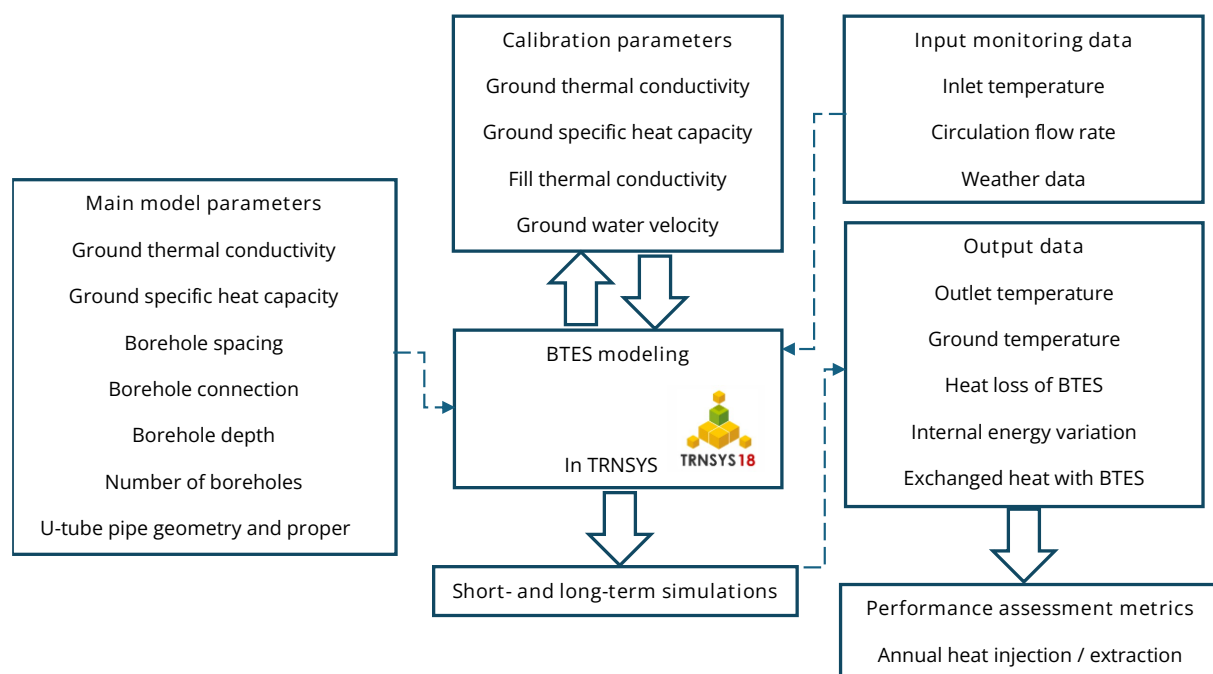 Main model parameters
Ground thermal conductivity
Ground specific heat capacity
Borehole spacing
Borehole connection
Borehole depth
Number of boreholes
U-tube pipe geometry and proper
Calibration parameters
Ground thermal conductivity
Ground specific heat capacity
Fill thermal conductivity
Ground water velocity
BTES modeling
In TRNSYS
TRNSYS18
Short- and long-term simulations
Input monitoring data
Inlet temperature
Circulation flow rate
Weather data
Output data
Outlet temperature
Ground temperature
Heat loss of BTES
Internal energy variation
Exchanged heat with BTES
Performance assessment metrics
Annual heat injection / extraction